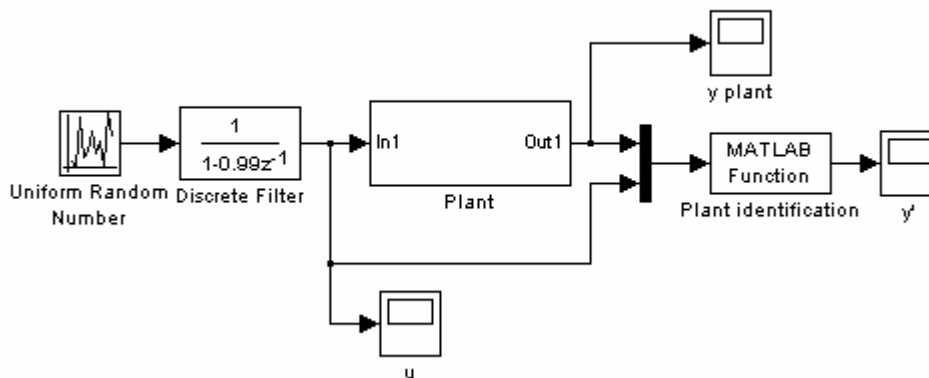 y plant
1
1-0.99z-1
In1
Out1
MATLAB
Function
Uniform Random
Number
Discrete Filter
Plant
Plant identification
y'
u